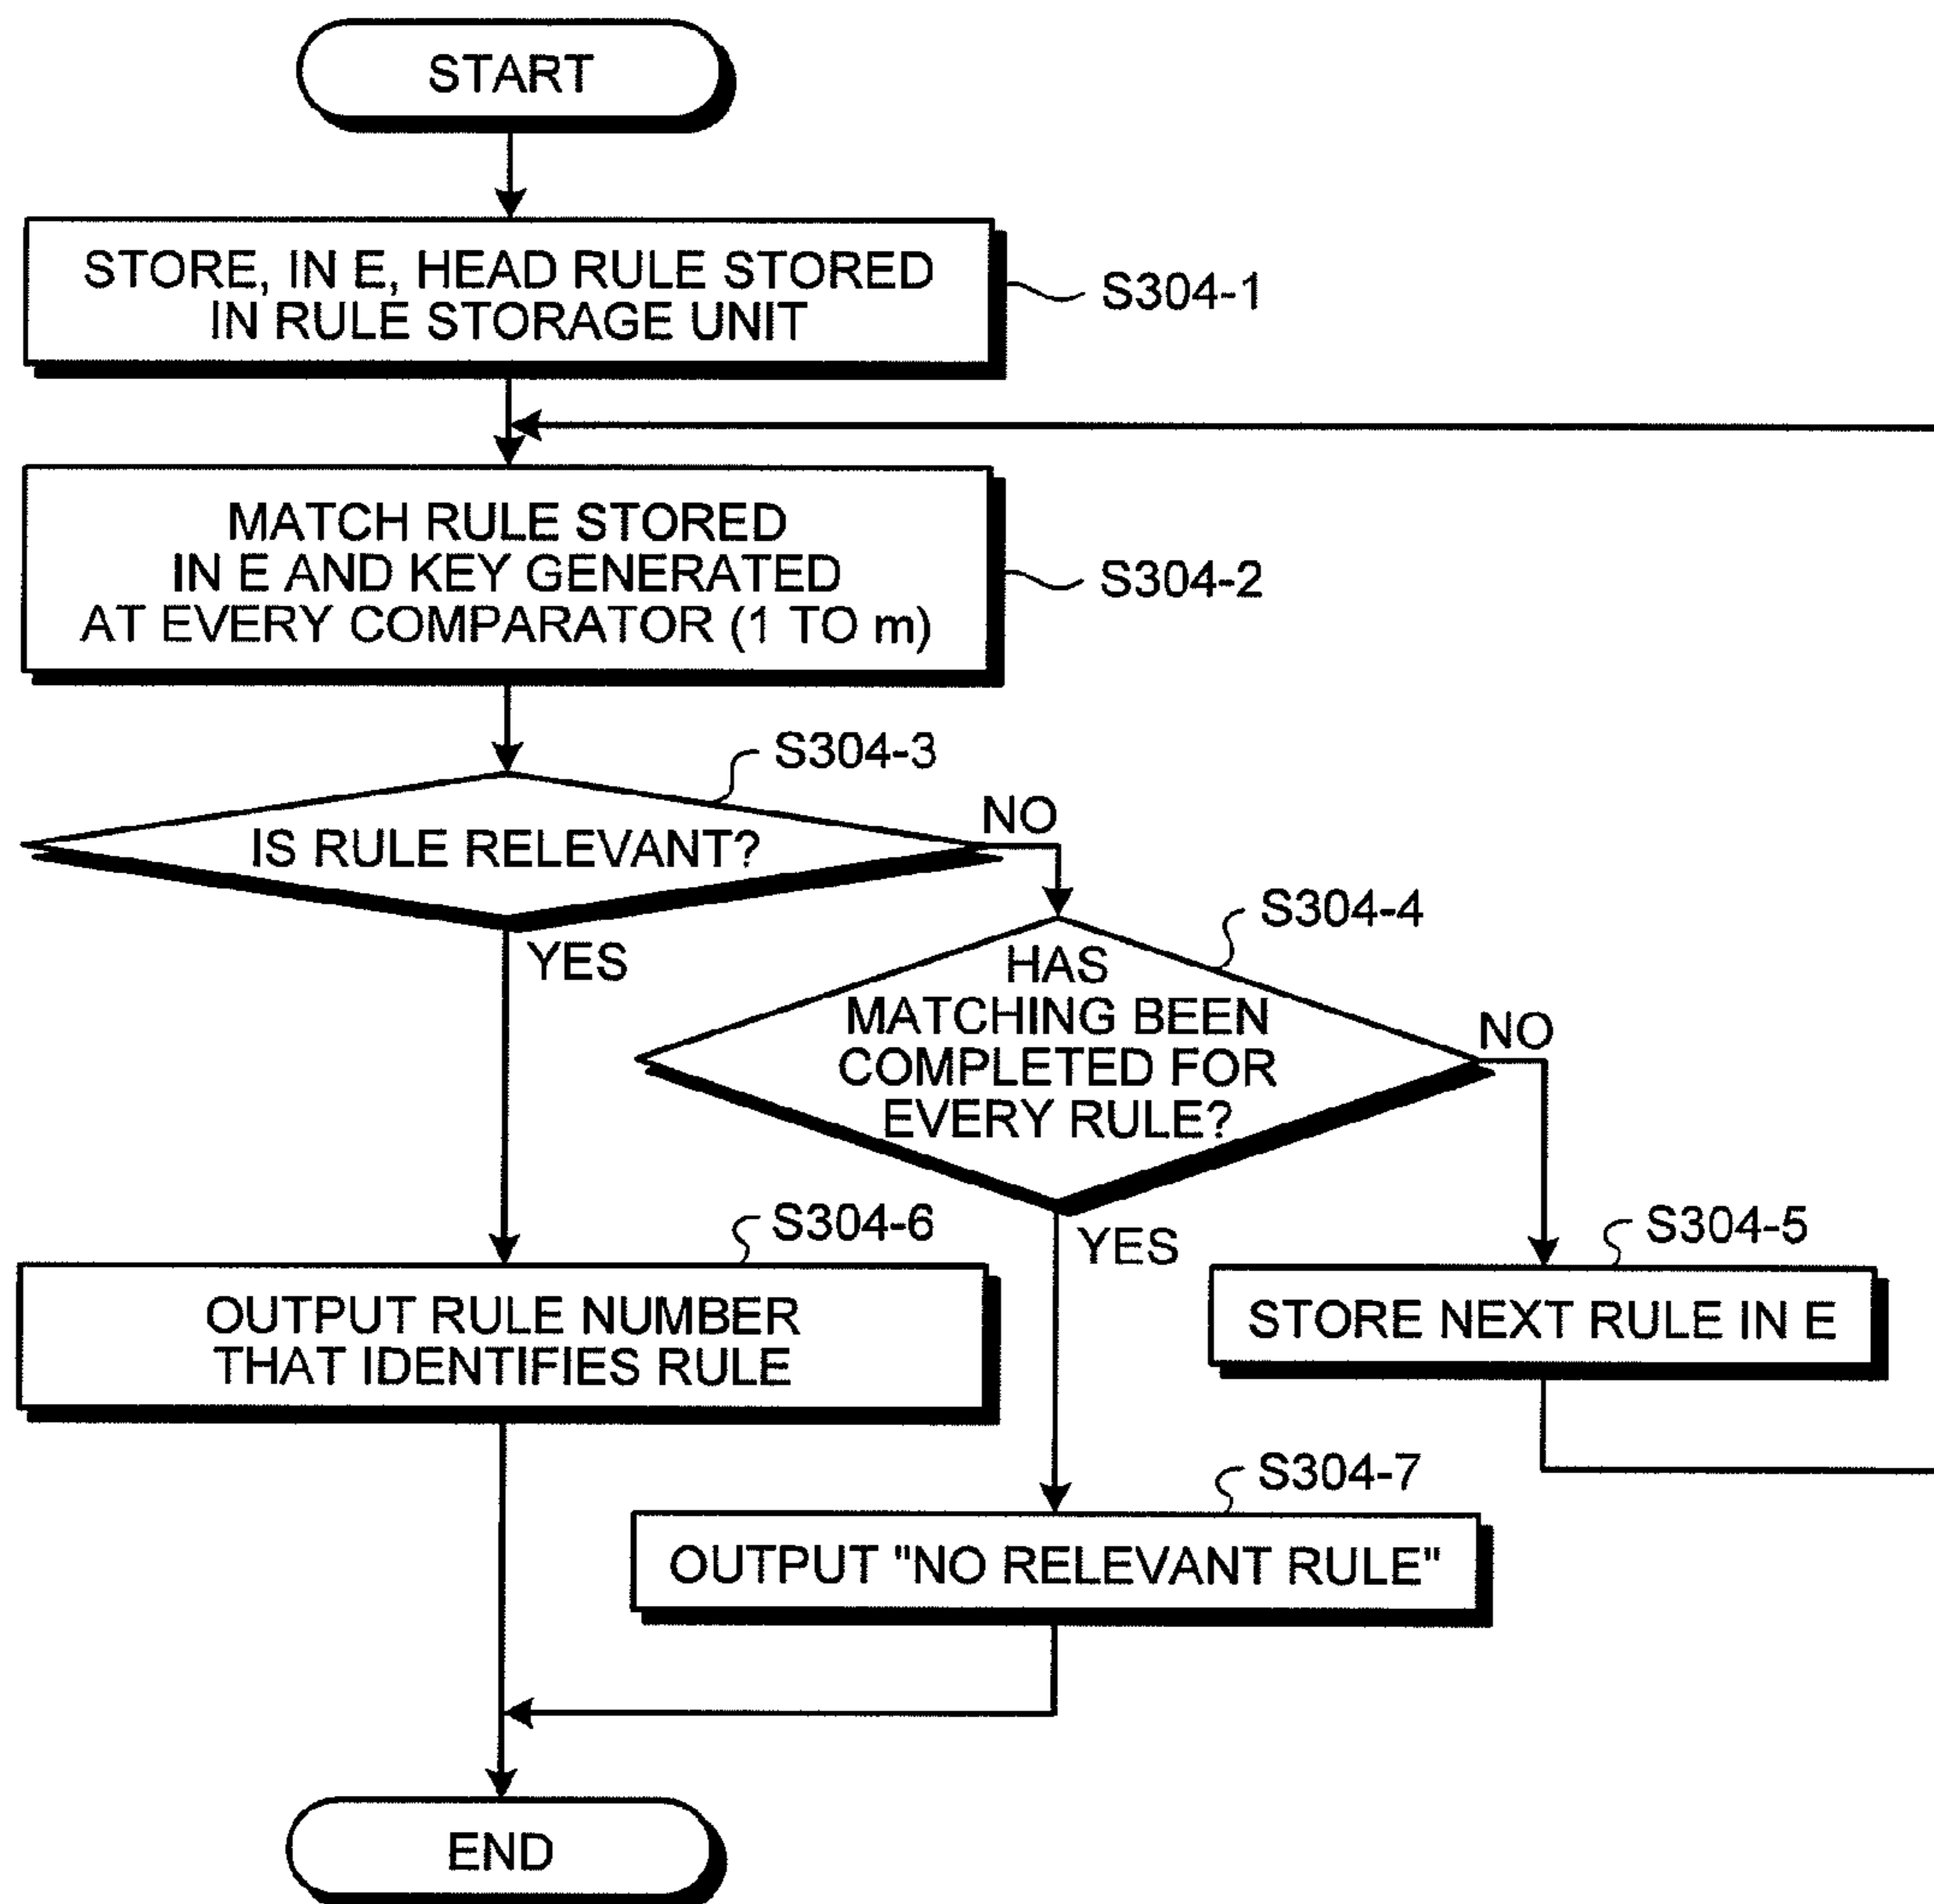 START
STORE, IN E, HEAD RULE STORED
IN RULE STORAGE UNIT
S304-1
MATCH RULE STORED
IN E AND KEY GENERATED
AT EVERY COMPARATOR (1 TO m)
S304-2
S304-3
IS RULE RELEVANT?
NO
YES
S304-4
HAS
MATCHING BEEN
COMPLETED FOR
EVERY RULE?
NO
YES
S304-6
OUTPUT RULE NUMBER
THAT IDENTIFIES RULE
S304-5
STORE NEXT RULE IN E
S304-7
OUTPUT "NO RELEVANT RULE"
END